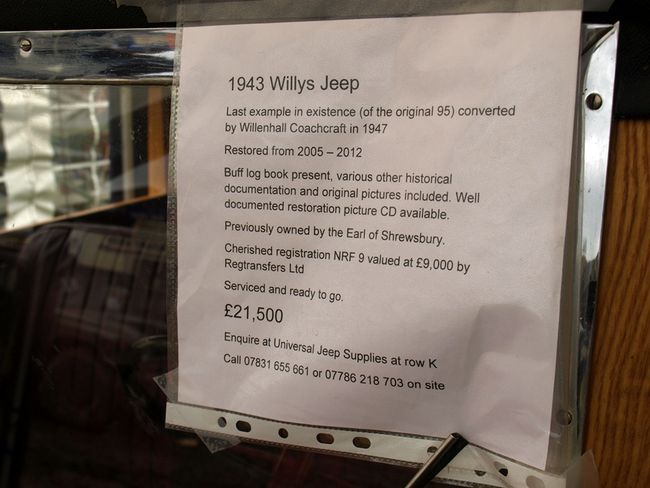 1943 Willys Jeep
Last example in existence (of the original 95) converted
by Willenhall Coachcraft in 1947
Restored from 2005 – 2012
Buff log book present, various other historical
documentation and original pictures included. Well
documented restoration picture CD available.
Previously owned by the Earl of Shrewsbury.
Cherished registration NRF 9 valued at £9,000 by
Regtransfers Ltd
Serviced and ready to go.
£21,500
Enquire at Universal Jeep Supplies at row K
Call 07831 655 661 or 07786 218 703 on site